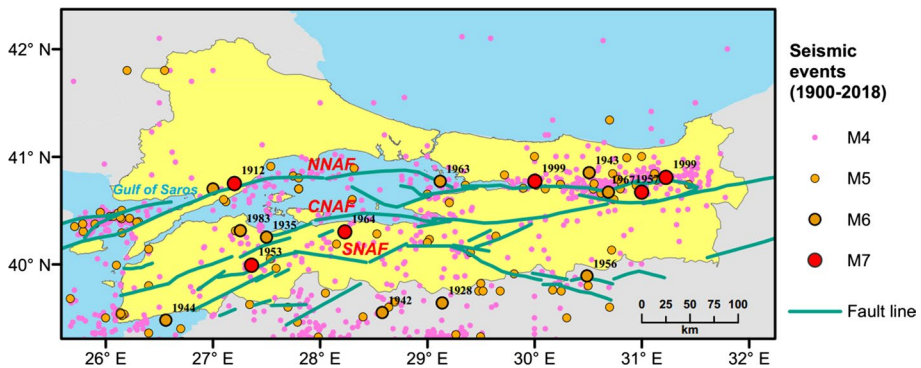 42° N
41° N
40° N
26° E
27° E
28° E
29° E
30° E
31° E
32° E
Gulf of Saros
NNAF
CNAF
SNAF
1912
1963
1999
1943
1967
1957
1999
1983
1935
1964
1953
1956
1944
1942
1928
0 25 50 75 100
km
Seismic
events
(1900-2018)
M4
M5
M6
M7
Fault line